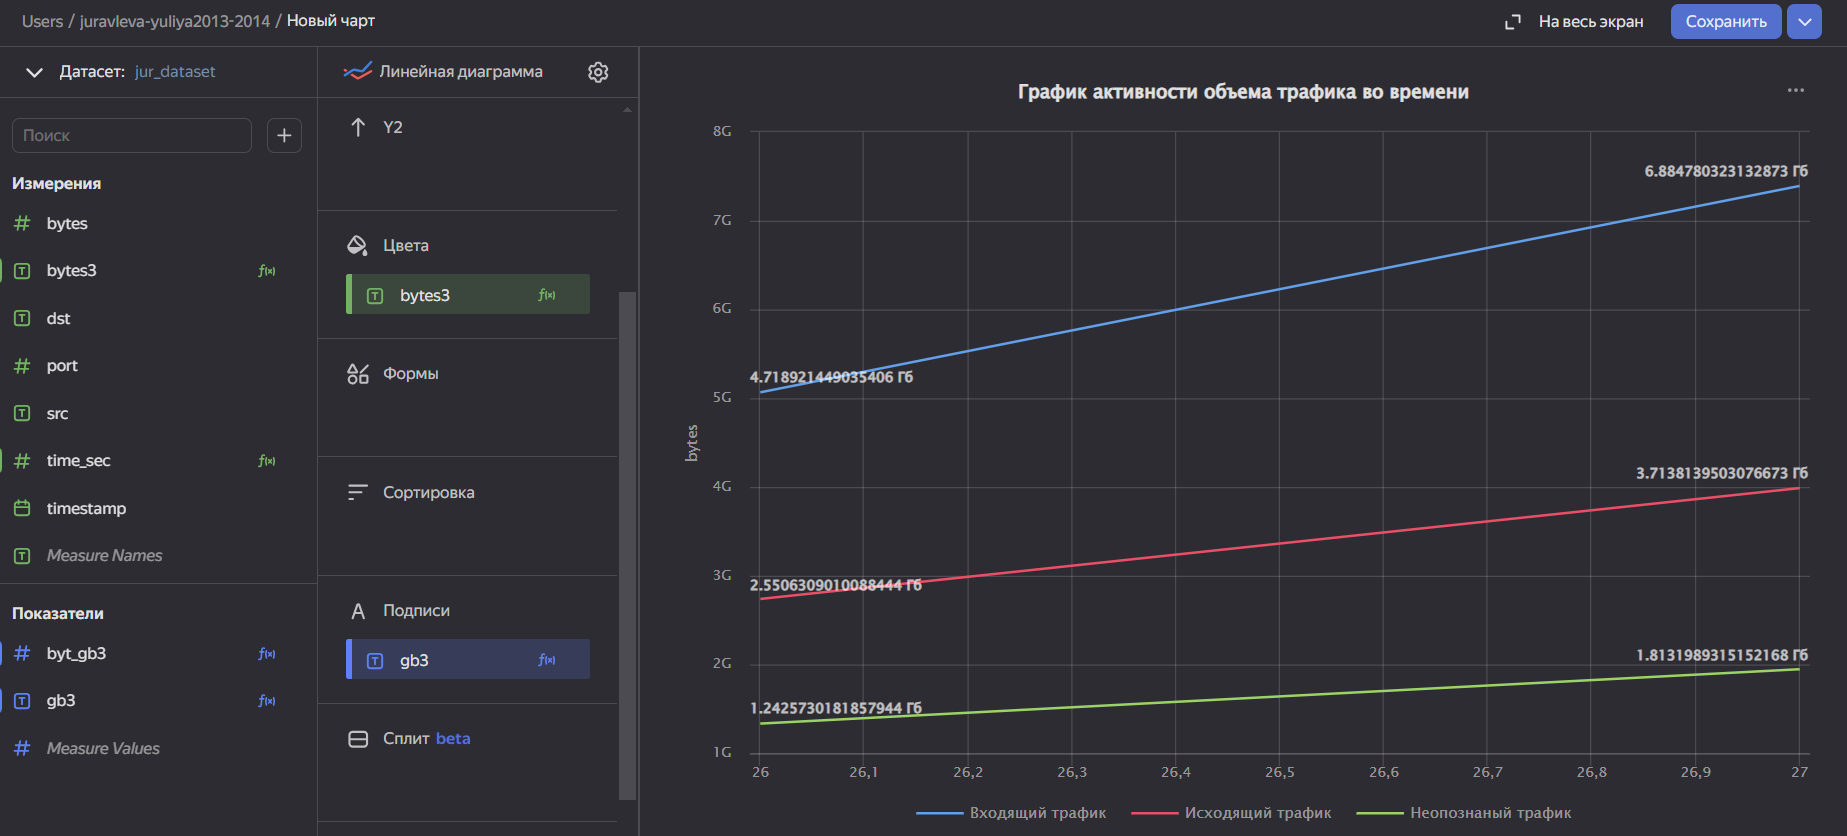 Users / juravleva-yuliya2013-2014 / Новый чарт
На весь экран
Сохранить
Датасет: jur_dataset
Поиск
Измерения
bytes
bytes3
dst
port
src
time_sec
timestamp
Measure Names
Показатели
byt_gb3
gb3
Measure Values
Линейная диаграмма
Y2
Цвета
bytes3
Формы
Сортировка
Подписи
gb3
Сплит beta
График активности объема трафика во времени
8G
7G
6G
5G
4G
3G
2G
1G
bytes
6.884780323132873 Гб
4.718921449035406 Гб
3.7138139503076673 Гб
2.5506309010088444 Гб
1.8131989315152168 Гб
1.2425730181857944 Гб
26 26,1 26,2 26,3 26,4 26,5 26,6 26,7 26,8 26,9 27
Входящий трафик Исходящий трафик Неопознаный трафик